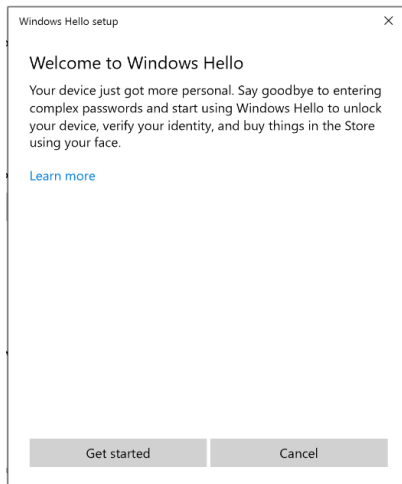 Windows Hello setup
Welcome to Windows Hello
Your device just got more personal. Say goodbye to entering
complex passwords and start using Windows Hello to unlock
your device, verify your identity, and buy things in the Store
using your face.
Learn more
Get started
Cancel